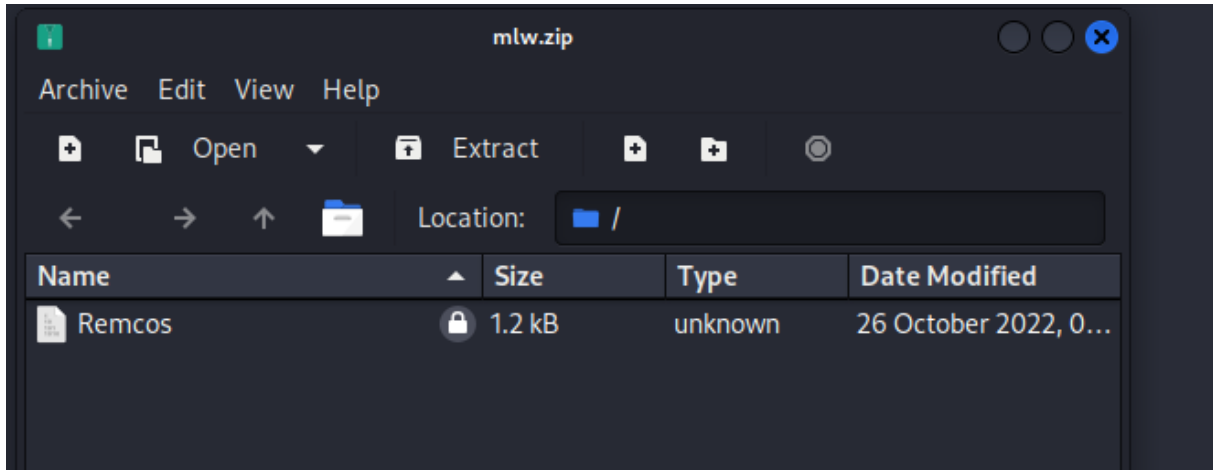 mlw.zip
Archive Edit View Help
Open Extract
Location: /
Name Size Type Date Modified
Remcos 1.2 kB unknown 26 October 2022, 0...